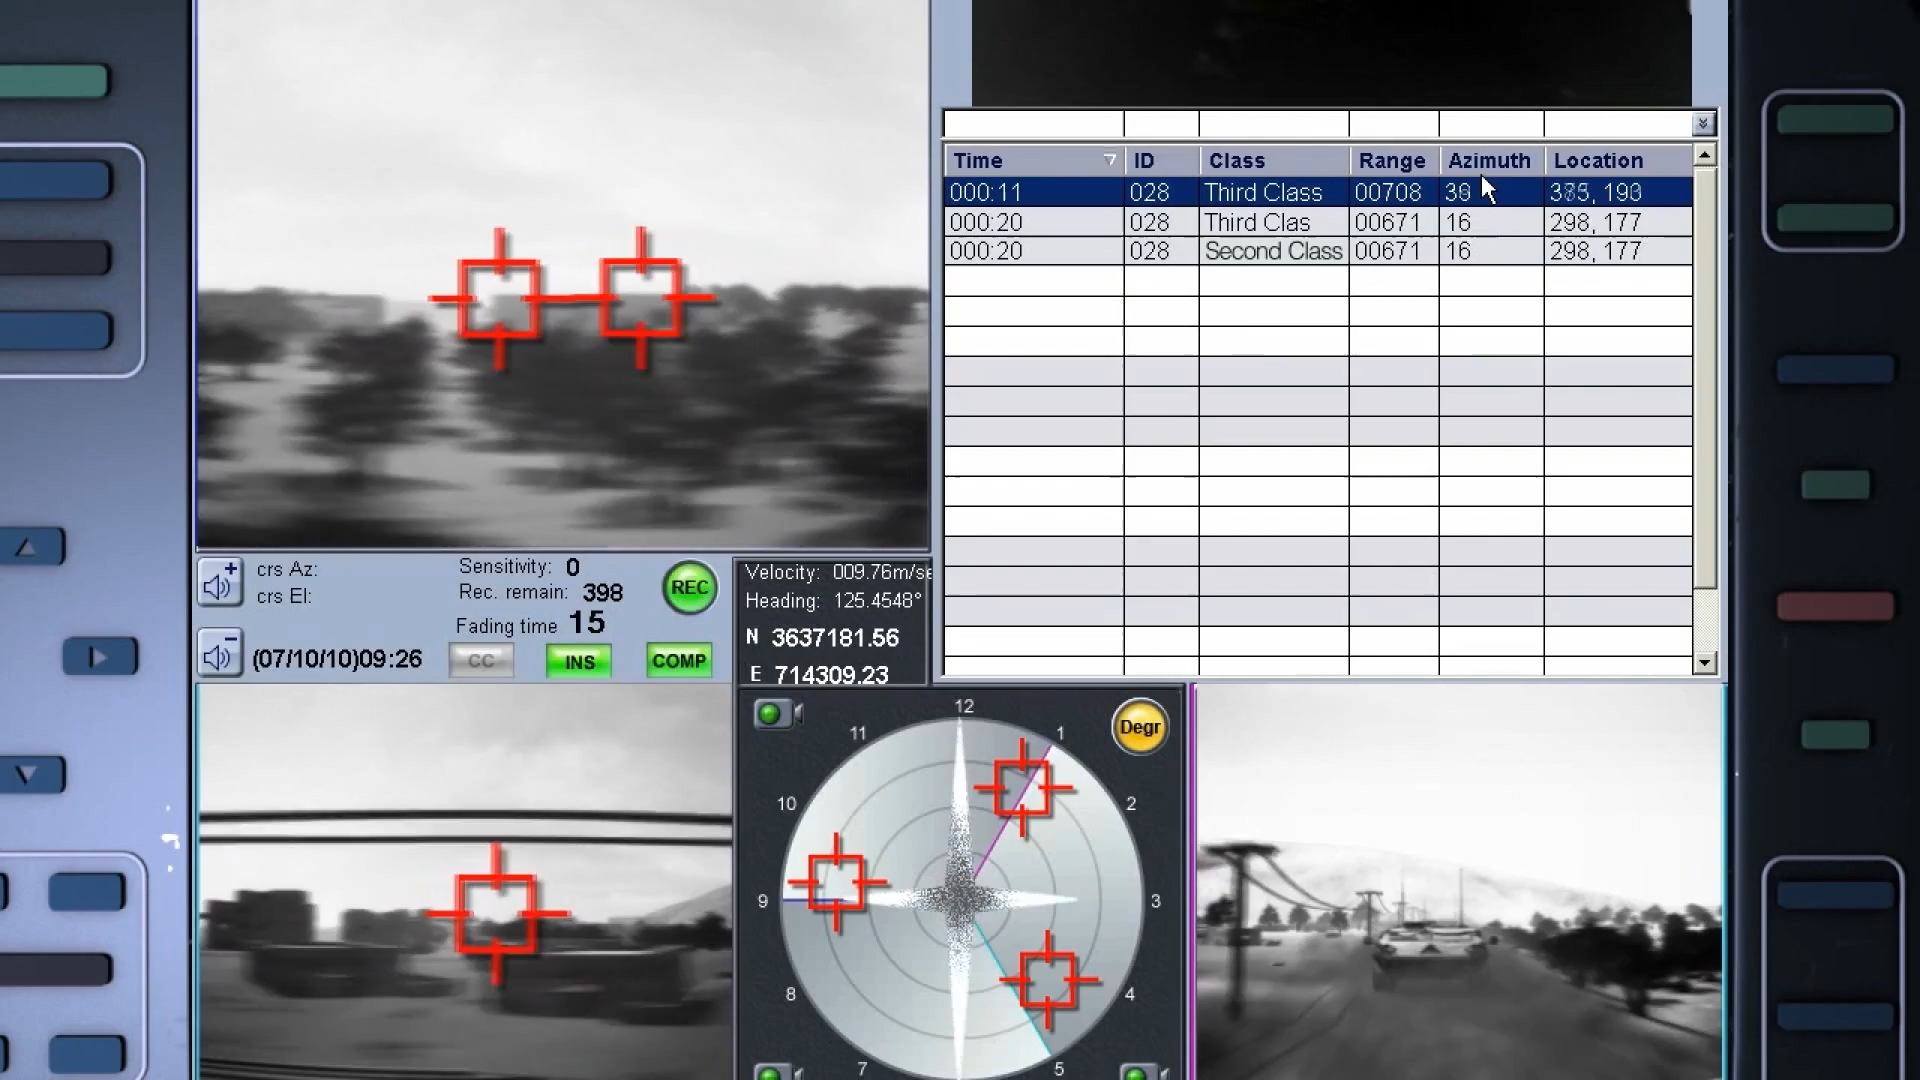 Time ID Class Range Azimuth Location
000:11 028 Third Class 00708
000:20 028 Third Clas 00671 16 298, 177
000:20 028 Second Class 00671 16 298, 177
crs Az:
crs El:
Sensitivity: 0
Rec. remain: 398
Fading time 15
REC
(07/10/10)09:26
CC INS COMP
Velocity: 009.76m/se
Heading: 125.4548°
N 3637181.56
E 714309.23
Degr
12
11 1
10 2
9 3
8 4
7 5